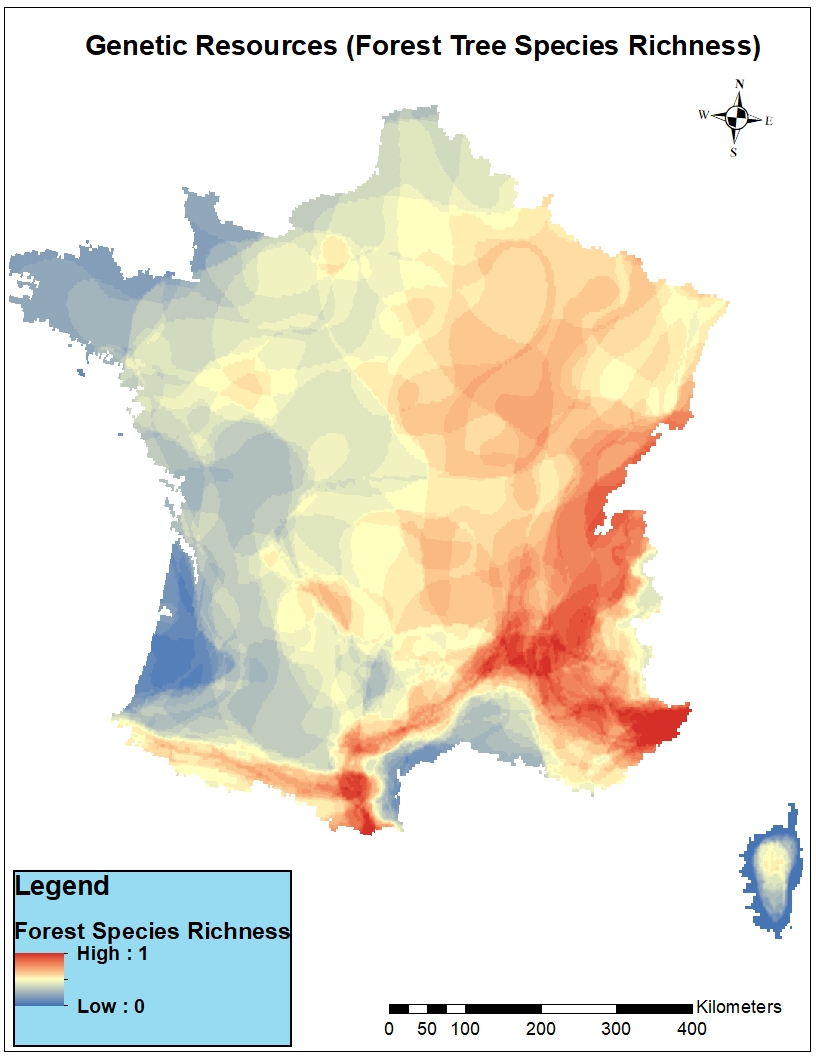 Genetic Resources (Forest Tree Species Richness)
N
W E
S
Legend
Forest Species Richness
High : 1
Low : 0
Kilometers
0 50 100 200 300 400